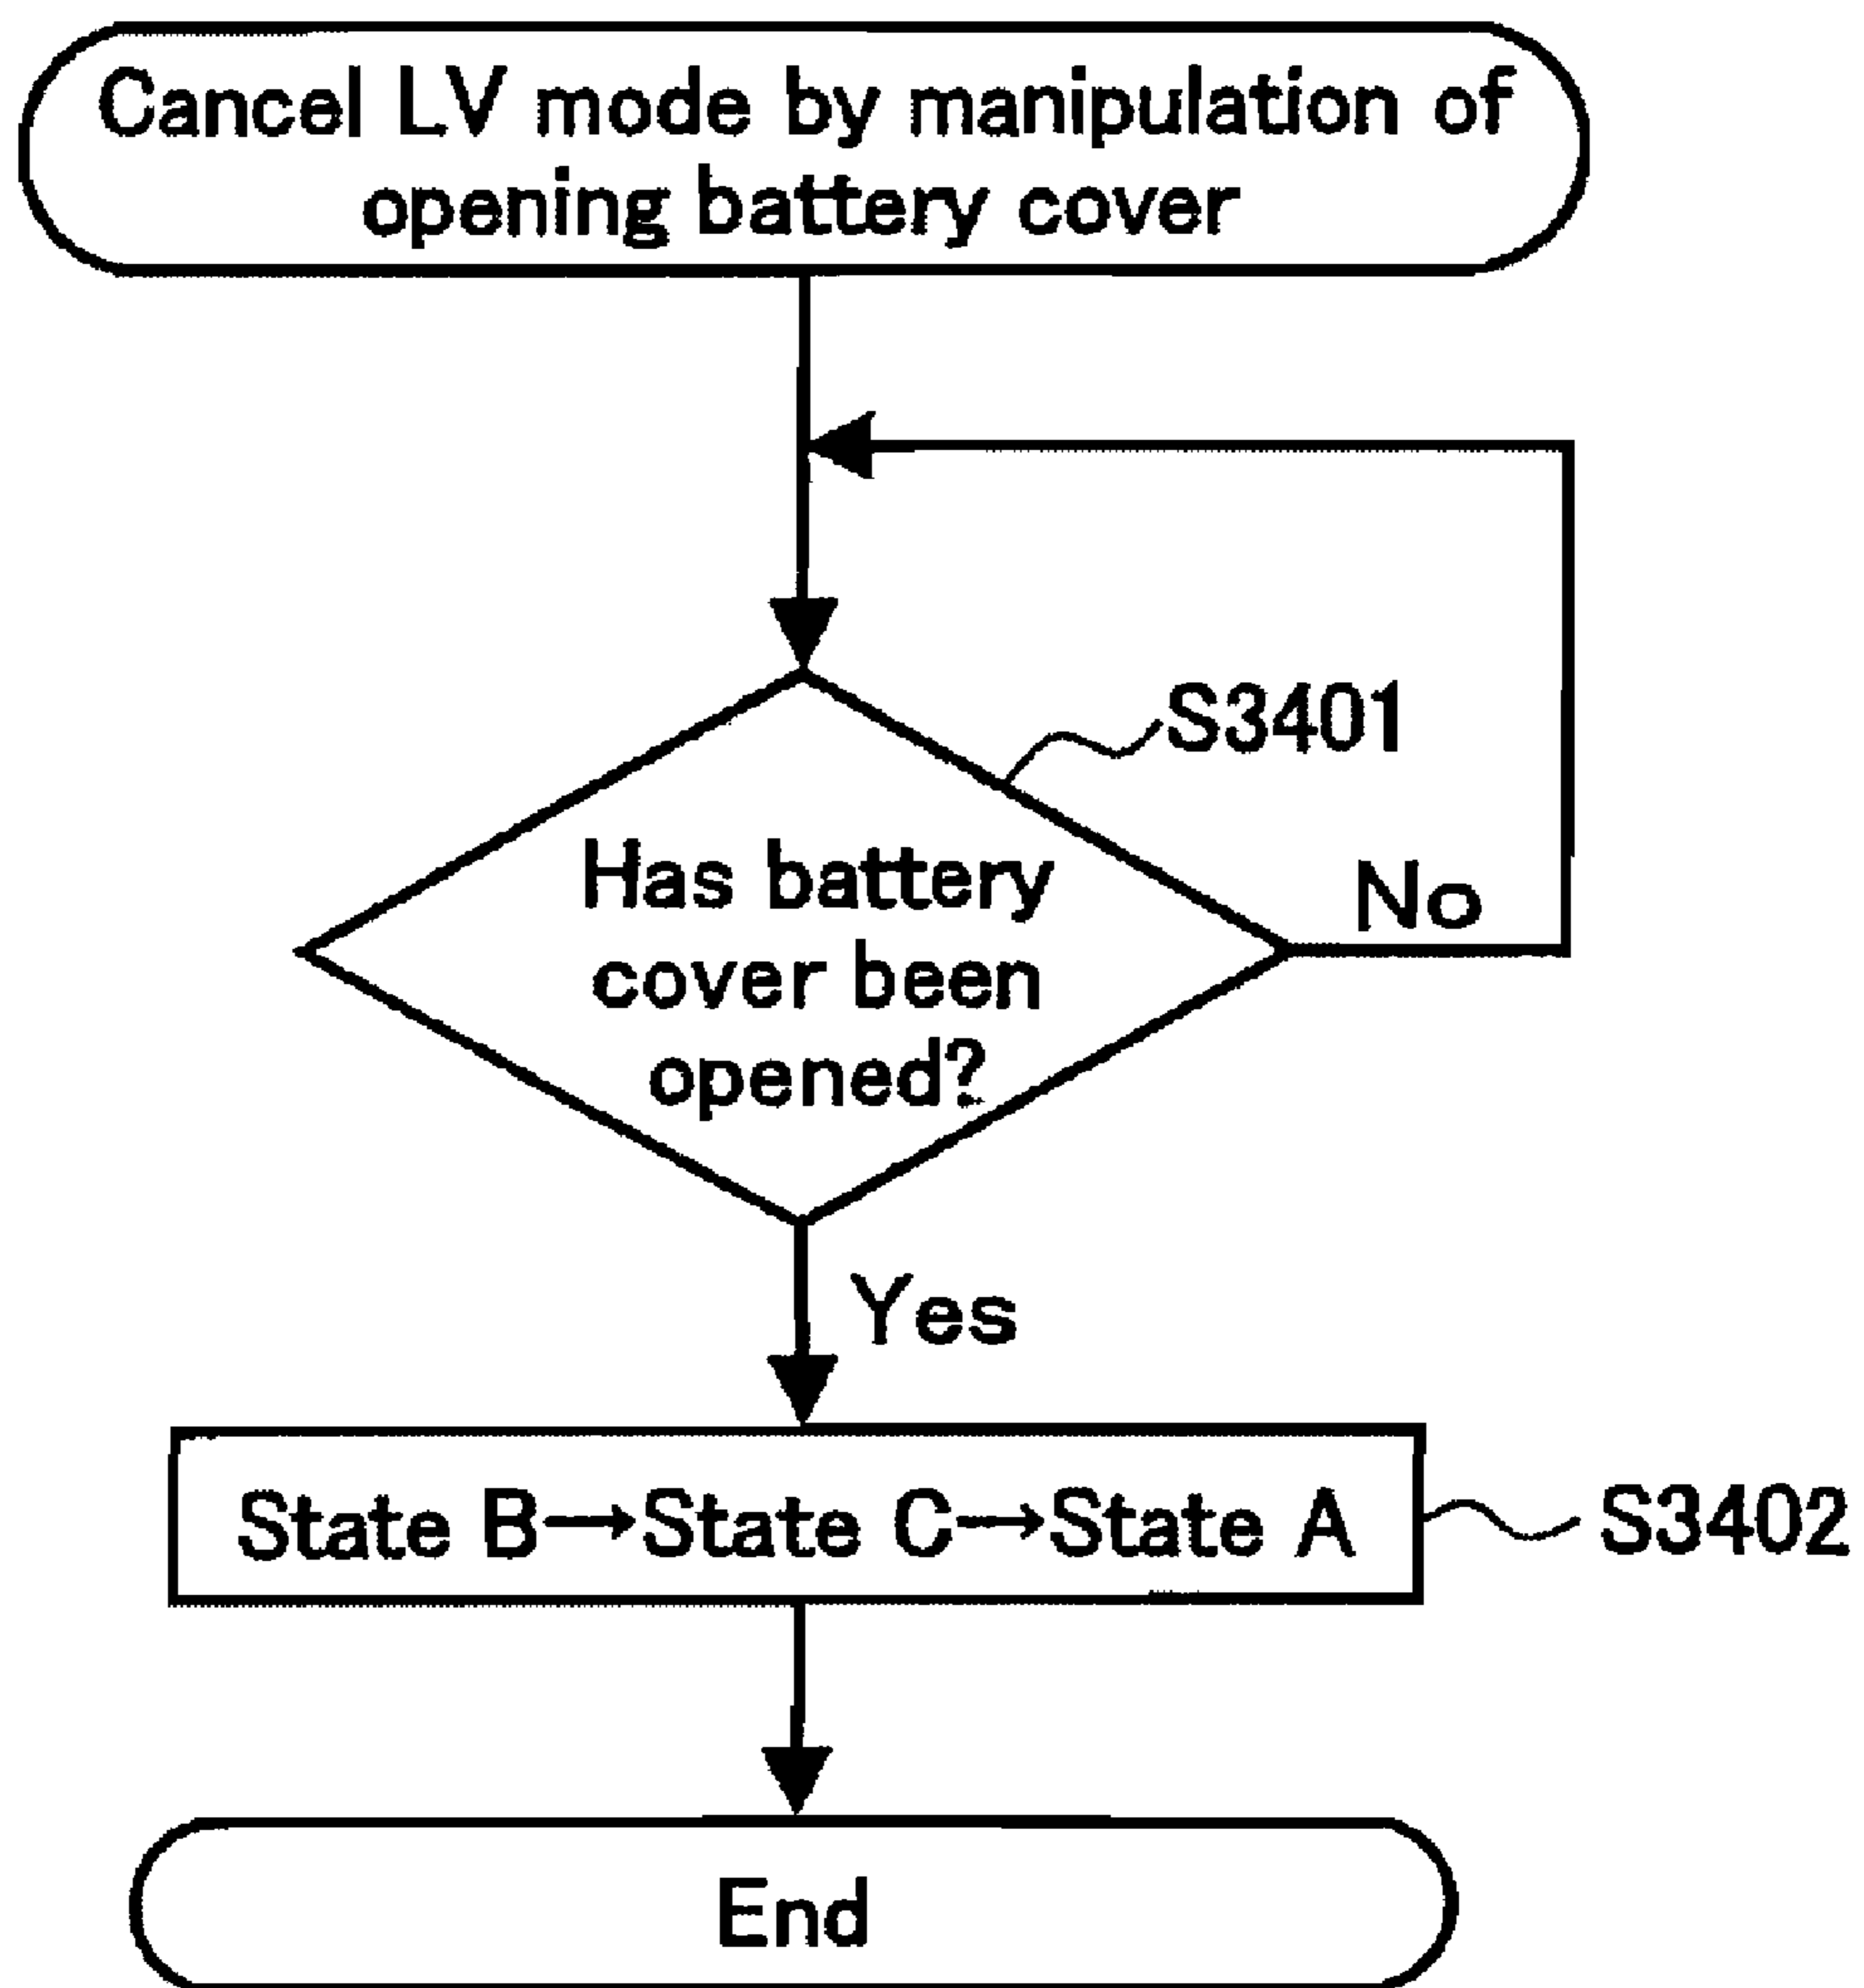 Cancel LV mode by manipulation of
opening battery cover
S3401
Has battery
cover been
opened?
No
Yes
State B→State C→State A
S3402
End